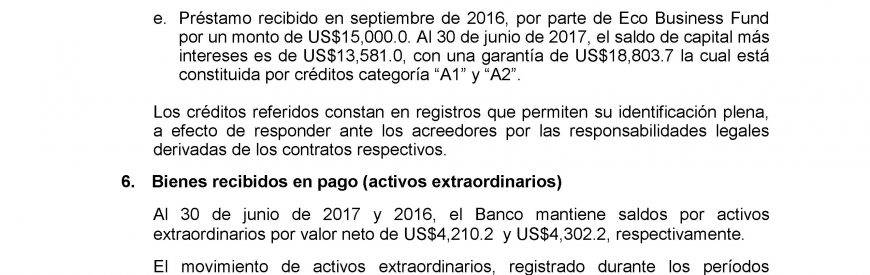 e. Préstamo recibido en septiembre de 2016, por parte de Eco Business Fund
por un monto de US$15,000.0. Al 30 de junio de 2017, el saldo de capital más
intereses es de US$13,581.0, con una garantía de US$18,803.7 la cual está
constituida por créditos categoría “A1” y “A2”.
Los créditos referidos constan en registros que permiten su identificación plena,
a efecto de responder ante los acreedores por las responsabilidades legales
derivadas de los contratos respectivos.
6. Bienes recibidos en pago (activos extraordinarios)
Al 30 de junio de 2017 y 2016, el Banco mantiene saldos por activos
extraordinarios por valor neto de US$4,210.2 y US$4,302.2, respectivamente.
El movimiento de activos extraordinarios, registrado durante los períodos